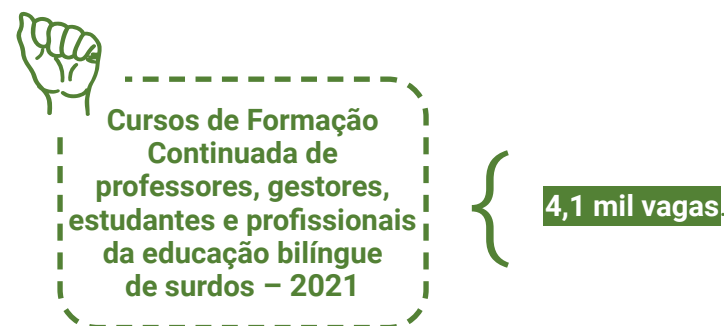 Cursos de Formação
Continuada de
professores, gestores,
estudantes e profissionais
da educação bilíngue
de surdos – 2021
4,1 mil vagas.